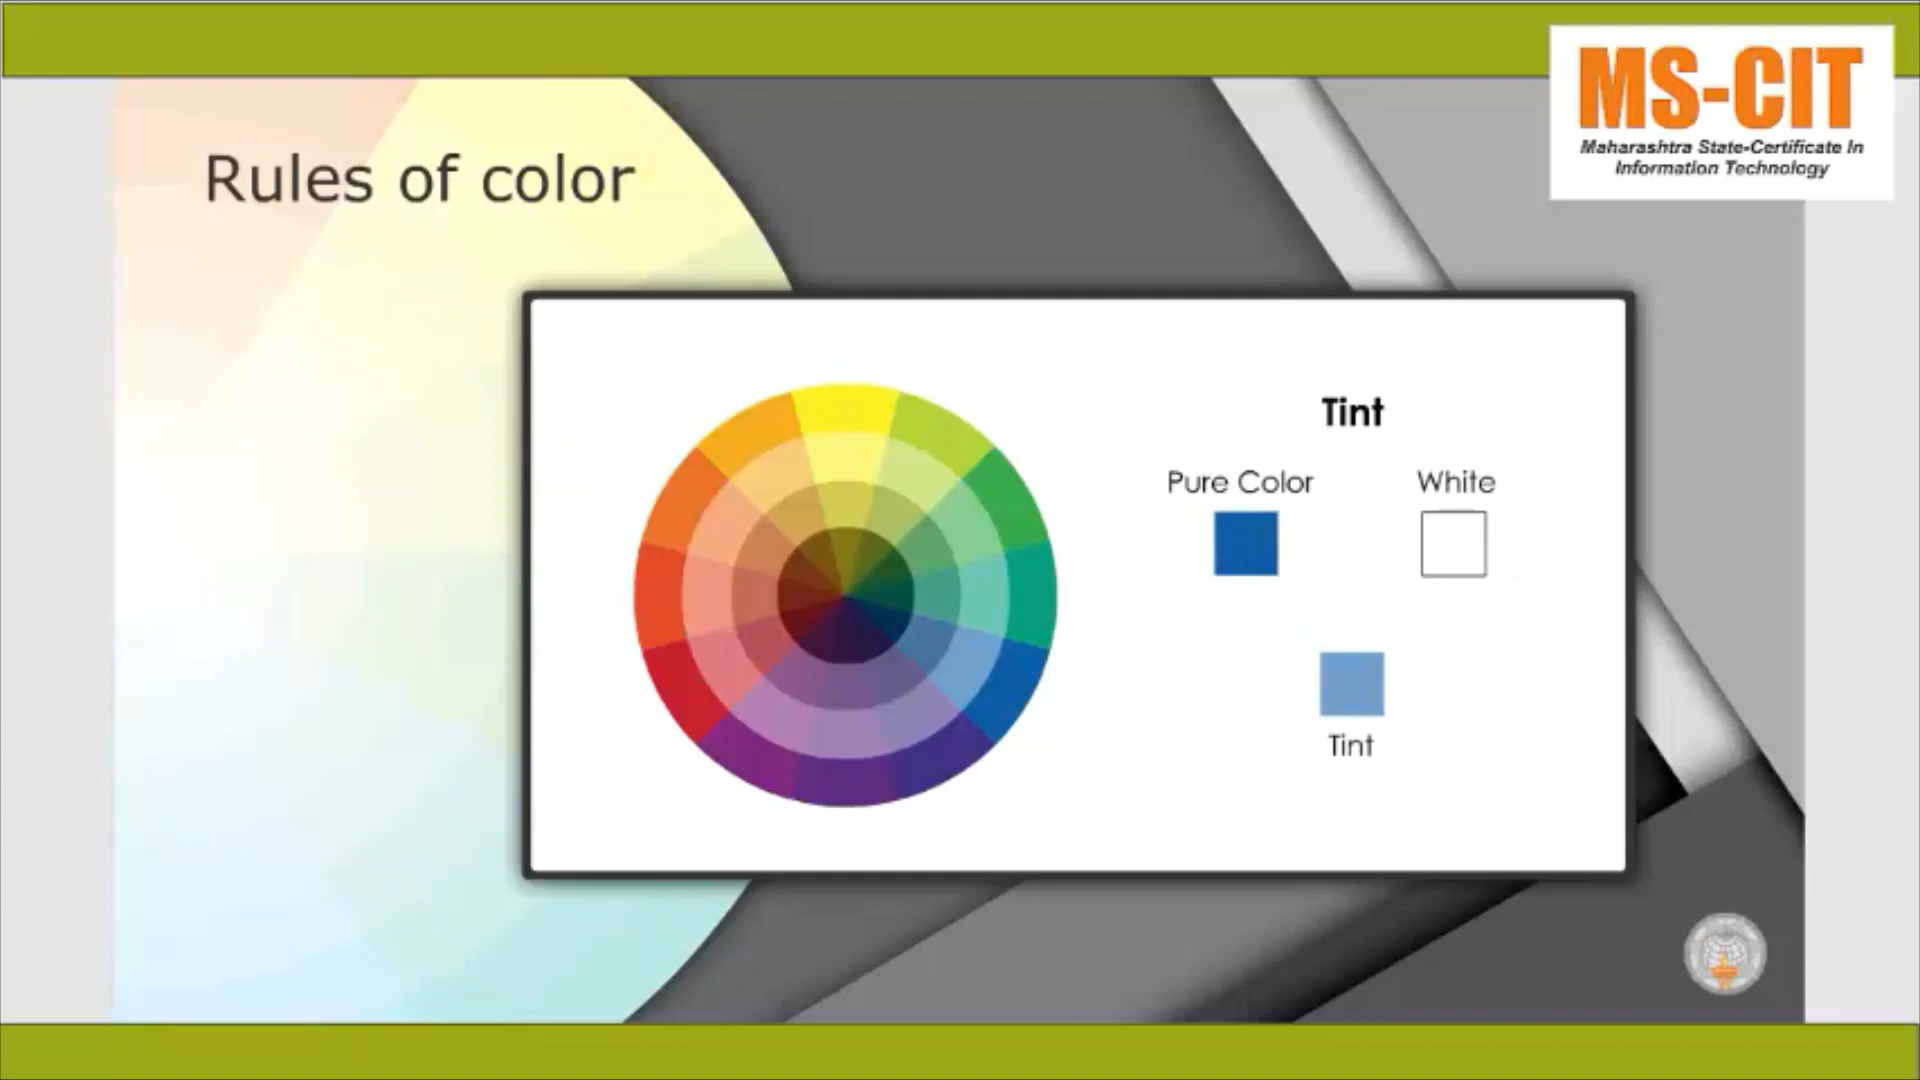 MS-CIT
Maharashtra State-Certificate In
Information Technology
Rules of color
Tint
Pure Color
White
Tint